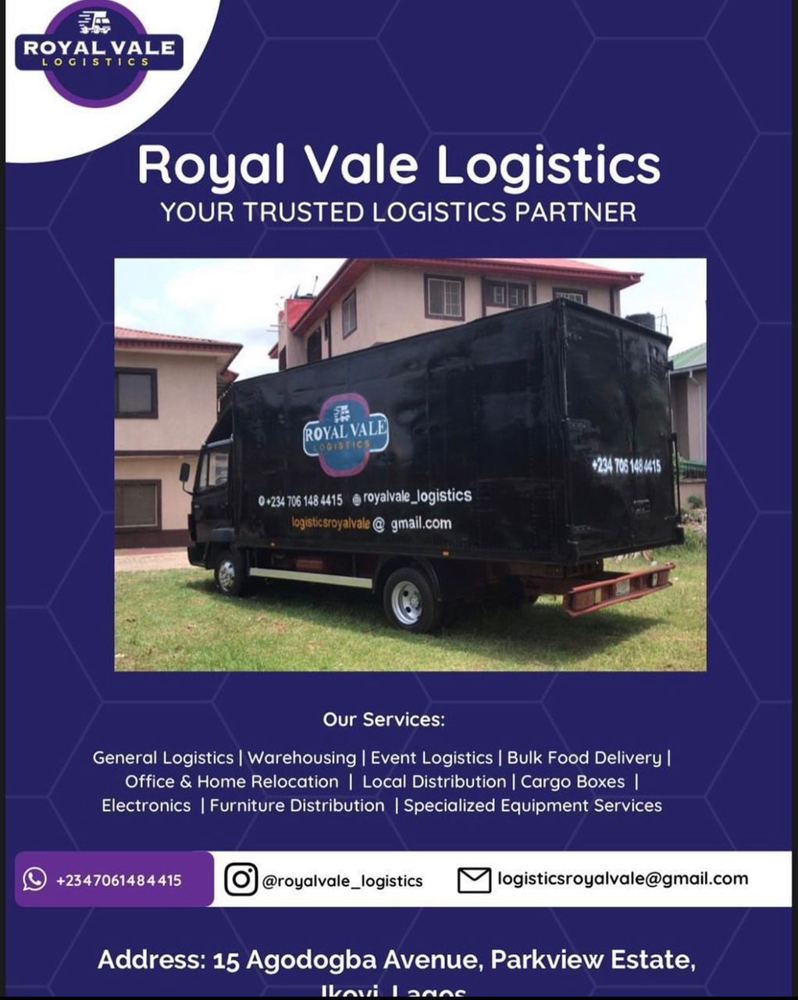 ROYAL VALE
LOGISTICS
Royal Vale Logistics
YOUR TRUSTED LOGISTICS PARTNER
ROYAL VALE
LOGISTICS
+234 706 148 4415
+234 706 148 4415 royalvale_logistics
logisticsroyalvale@ gmail.com
Our Services:
General Logistics | Warehousing | Event Logistics | Bulk Food Delivery |
Office & Home Relocation | Local Distribution | Cargo Boxes |
Electronics | Furniture Distribution | Specialized Equipment Services
+2347061484415 @royalvale_logistics logisticsroyalvale@gmail.com
Address: 15 Agodogba Avenue, Parkview Estate,
Ikoyi, Lagos